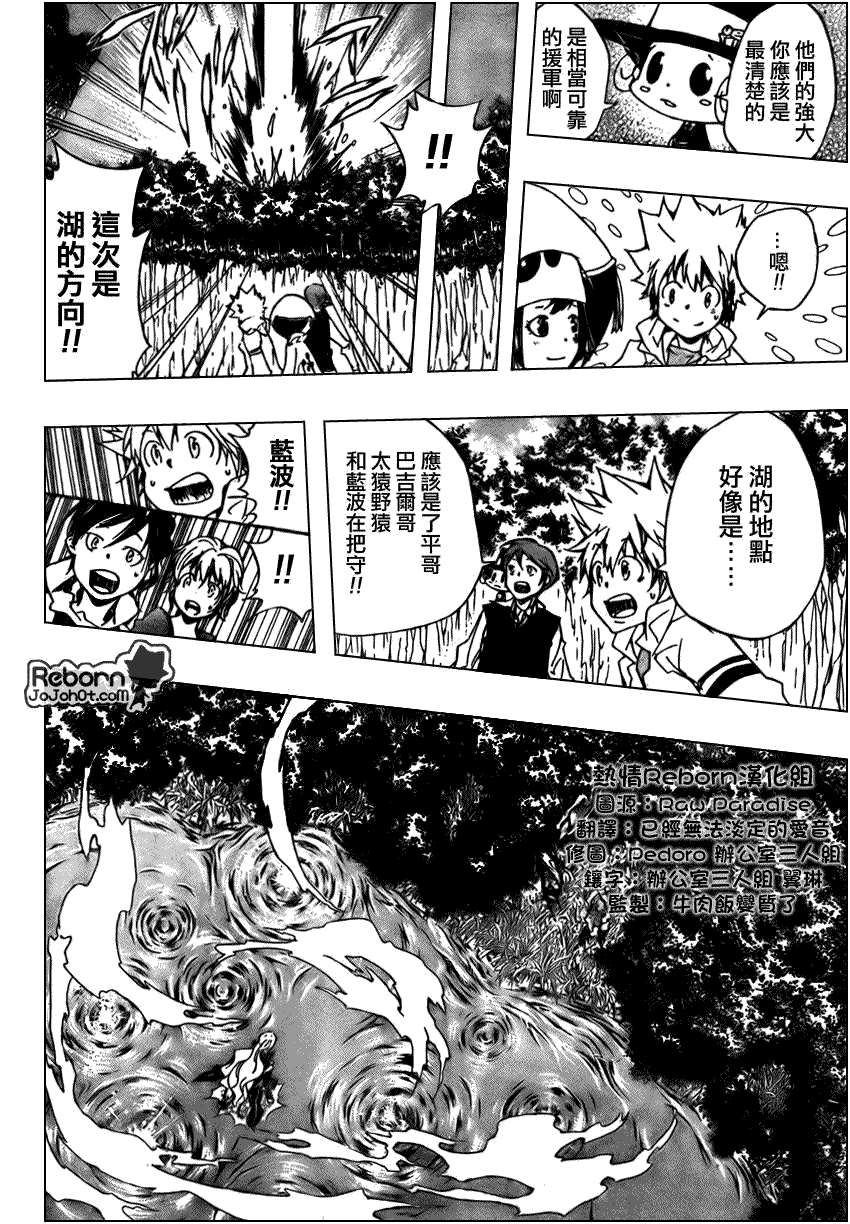 他們的強大
你應該是
最清楚的
是相當可靠
的援軍啊
…嗯!!
!!
這次是
湖的方向!!
湖的地點
好像是……
應該是了平哥
巴吉爾哥
太猿野猿
和藍波在把守!!
藍波!!
!!
Reborn
JoJoHot.com
熱情Reborn漢化組
圖源：Raw Paradise
翻譯：已經無法淡定的愛音
修圖：Pedoro 辦公室三人組
鑲字：辦公室三人組 巽琳
監製：牛肉飯變質了